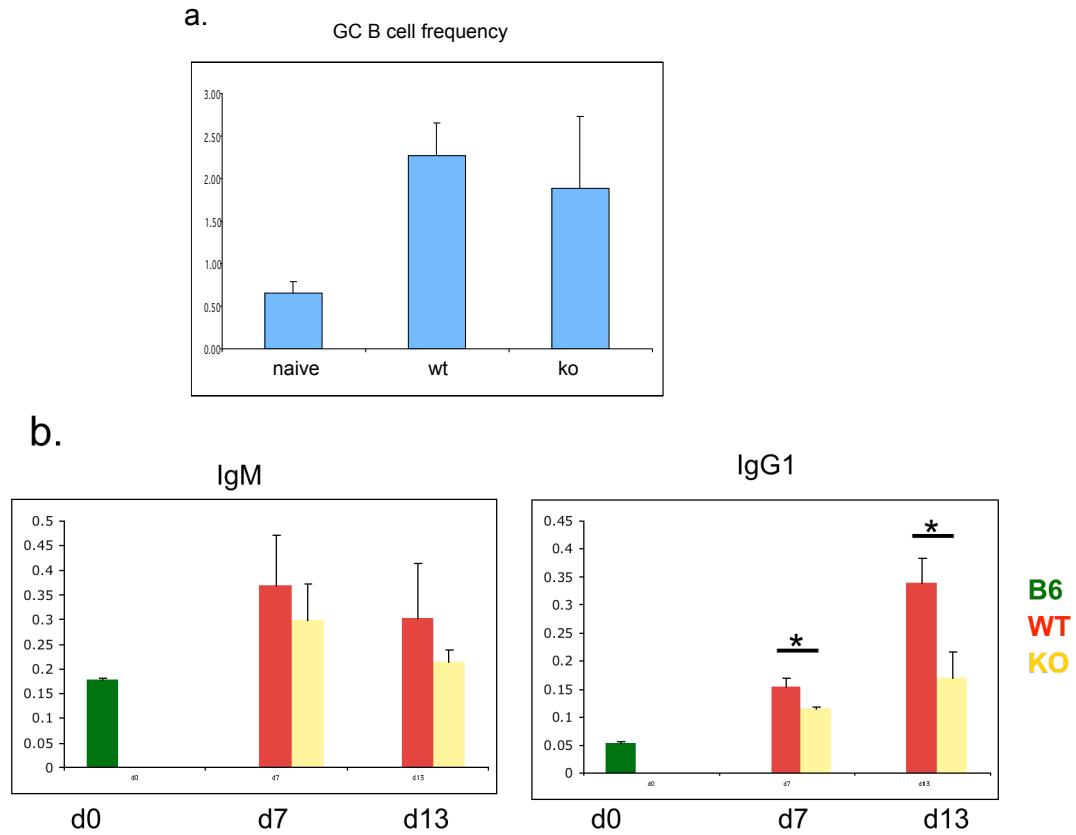 a.
GC B cell frequency
3.00
2.50
2.00
1.50
1.00
0.50
0.00
naive wt ko
b.
IgM
0.5
0.45
0.4
0.35
0.3
0.25
0.2
0.15
0.1
0.05
0
d0 d7 d13
d0 d7 d13
IgG1
0.45
0.4
0.35
0.3
0.25
0.2
0.15
0.1
0.05
0
*
*
d0 d7 d13
d0 d7 d13
B6
WT
KO